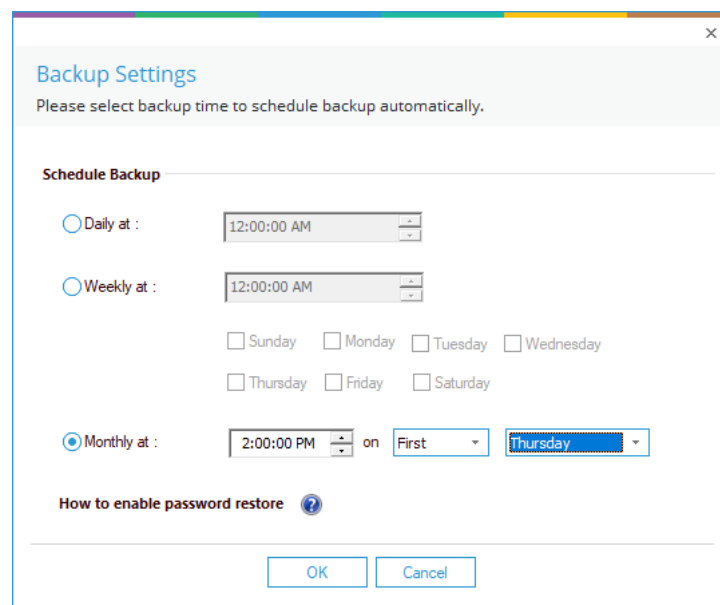 Backup Settings
Please select backup time to schedule backup automatically.
Schedule Backup
Daily at : 12:00:00 AM
Weekly at : 12:00:00 AM
Sunday Monday Tuesday Wednesday
Thursday Friday Saturday
Monthly at : 2:00:00 PM on First Thursday
How to enable password restore ?
OK Cancel